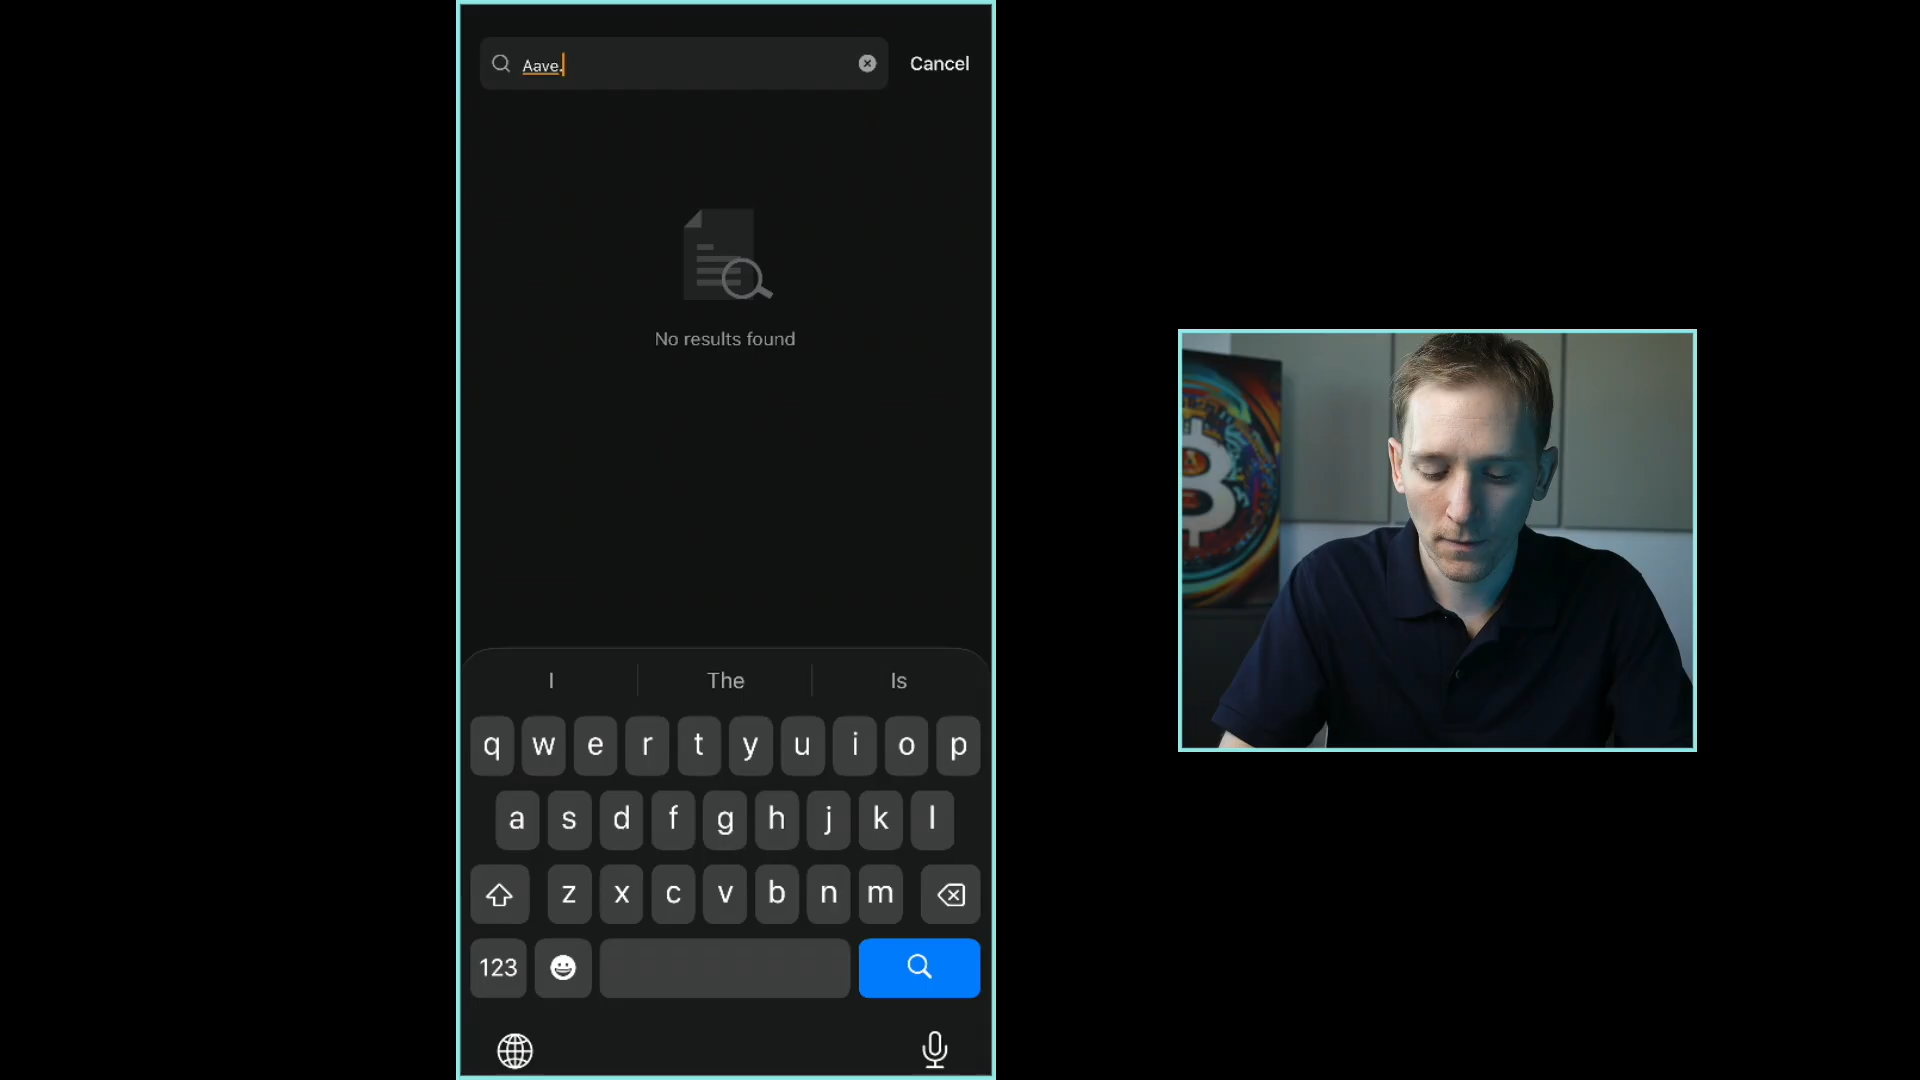 Aave.
Cancel
No results found
I The Is
q w e r t y u i o p
a s d f g h j k l
z x c v b n m
123